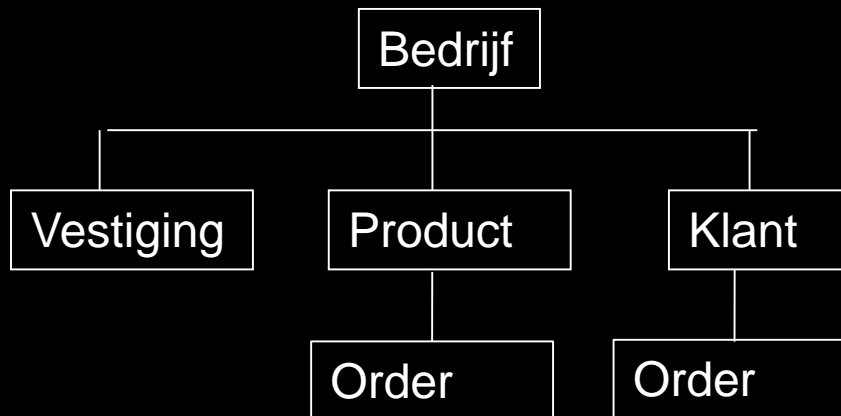 Bedrijf
Vestiging
Product
Klant
Order
Order